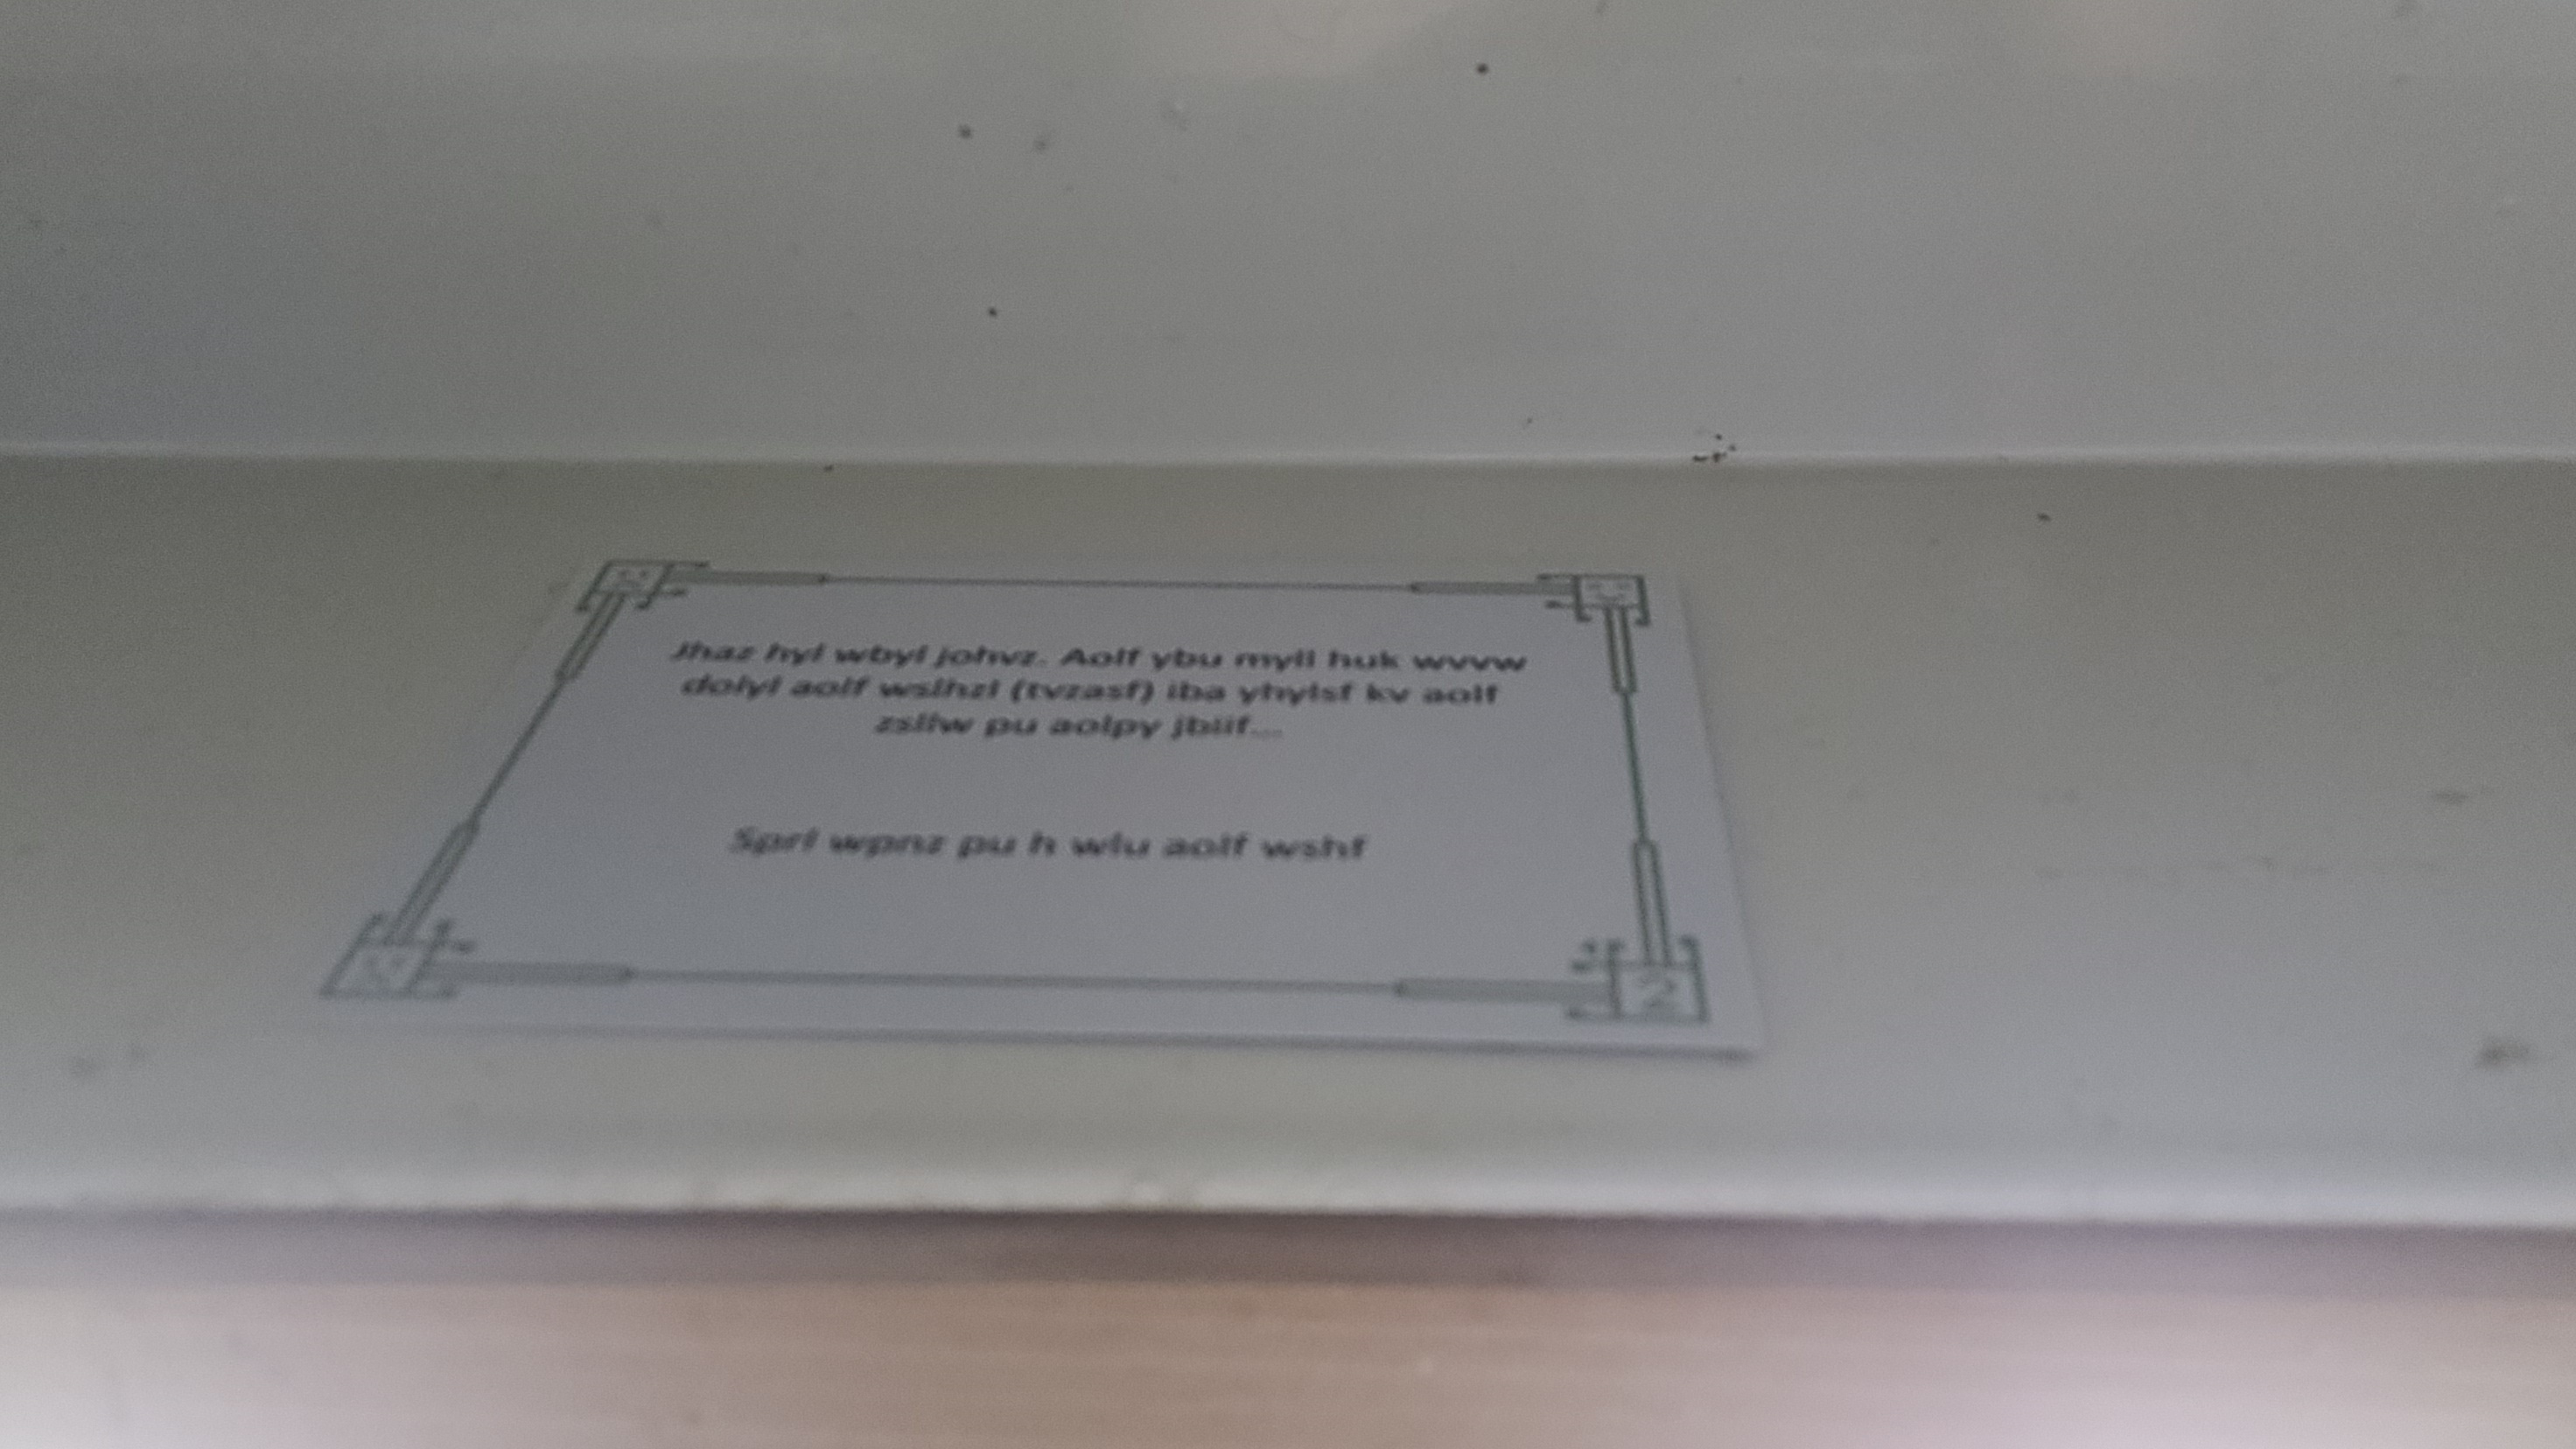 Jhaz hyl wbyl johvz. Aolf ybu myll huk wvvw
dolyl aolf wslhzl (tvzasf) iba yhylsf kv aolf
zsllw pu aolpy jbiif...
Sprl wpnz pu h wlu aolf wshf
2